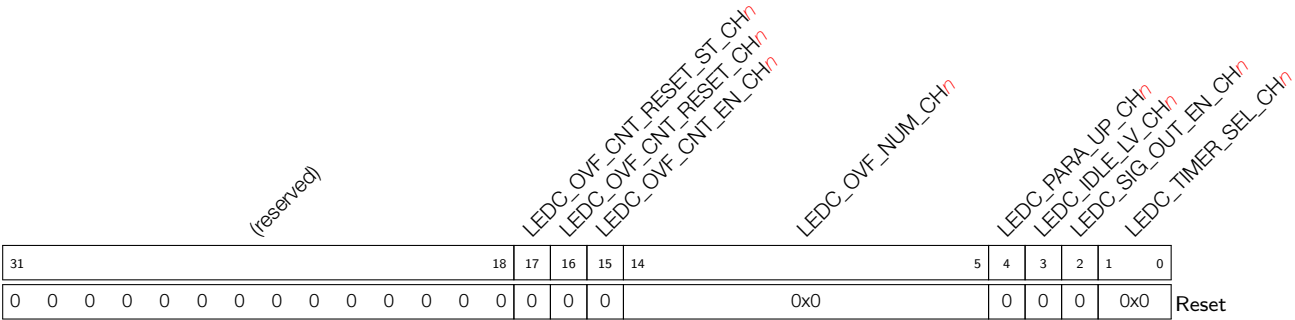 (reserved)
LEDC_OVF_CNT_RESET_ST_CHn
LEDC_OVF_CNT_RESET_CHn
LEDC_OVF_CNT_EN_CHn
LEDC_OVF_NUM_CHn
LEDC_PARA_UP_CHn
LEDC_IDLE_LV_CHn
LEDC_SIG_OUT_EN_CHn
LEDC_TIMER_SEL_CHn
31 18 17 16 15 14 5 4 3 2 1 0
0 0 0 0 0 0 0 0 0 0 0 0 0 0 0 0 0 0x0 0 0 0 0x0 Reset